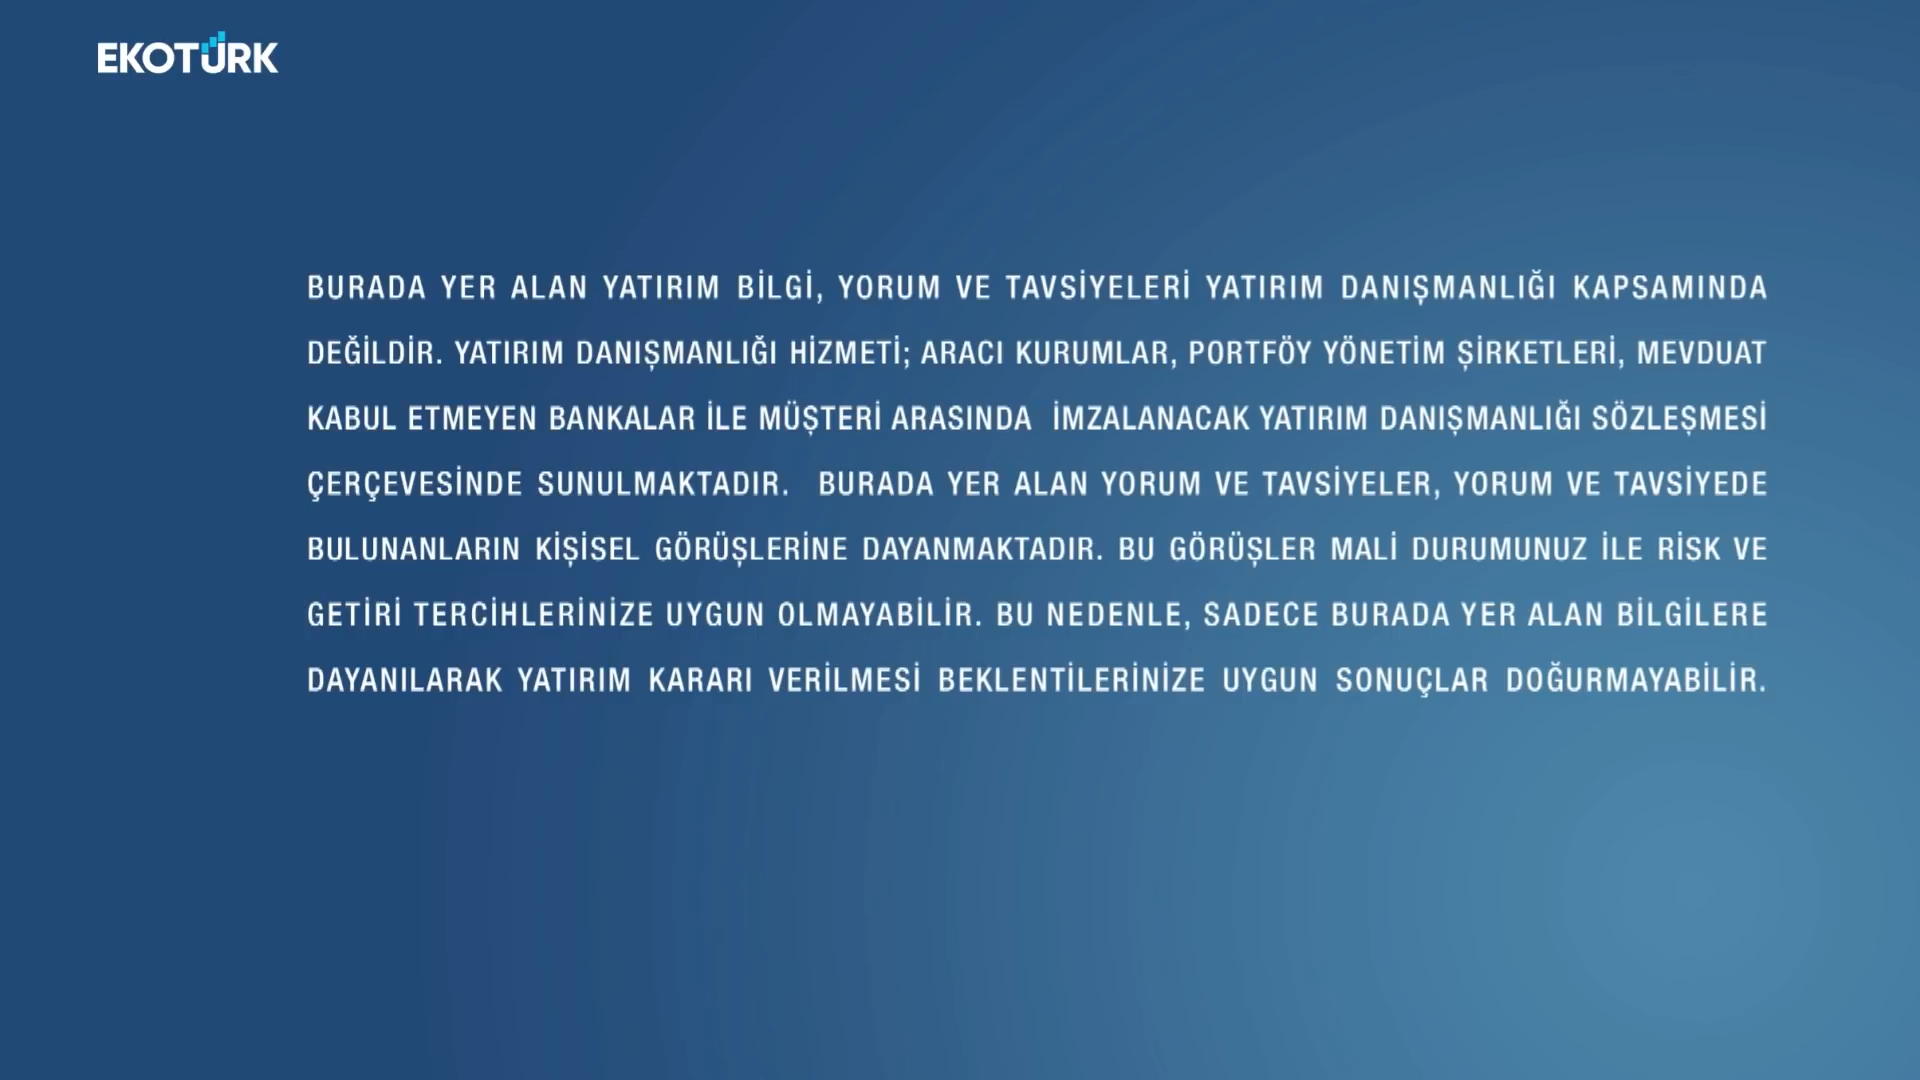 EKOTÜRK
BURADA YER ALAN YATIRIM BİLGİ, YORUM VE TAVSİYELERİ YATIRIM DANIŞMANLIĞI KAPSAMINDA
DEĞİLDİR. YATIRIM DANIŞMANLIĞI HİZMETİ; ARACI KURUMLAR, PORTFÖY YÖNETİM ŞİRKETLERİ, MEVDUAT
KABUL ETMEYEN BANKALAR İLE MÜŞTERİ ARASINDA İMZALANACAK YATIRIM DANIŞMANLIĞI SÖZLEŞMESİ
ÇERÇEVESİNDE SUNULMAKTADIR. BURADA YER ALAN YORUM VE TAVSİYELER, YORUM VE TAVSİYEDE
BULUNANLARIN KİŞİSEL GÖRÜŞLERİNE DAYANMAKTADIR. BU GÖRÜŞLER MALİ DURUMUNUZ İLE RİSK VE
GETİRİ TERCİHLERİNİZE UYGUN OLMAYABİLİR. BU NEDENLE, SADECE BURADA YER ALAN BİLGİLERE
DAYANILARAK YATIRIM KARARI VERİLMESİ BEKLENTİLERİNİZE UYGUN SONUÇLAR DOĞURMAYABİLİR.